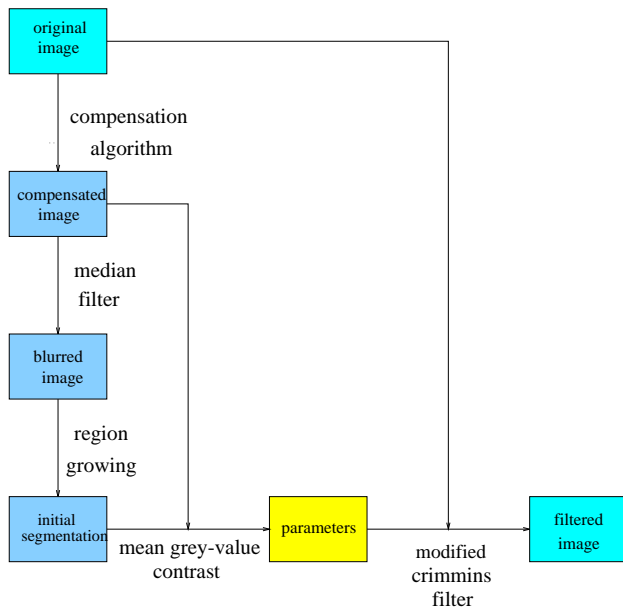 original
image
compensation
algorithm
compensated
image
median
filter
blurred
image
region
growing
initial
segmentation
mean grey-value
contrast
parameters
modified
crimmins
filter
filtered
image